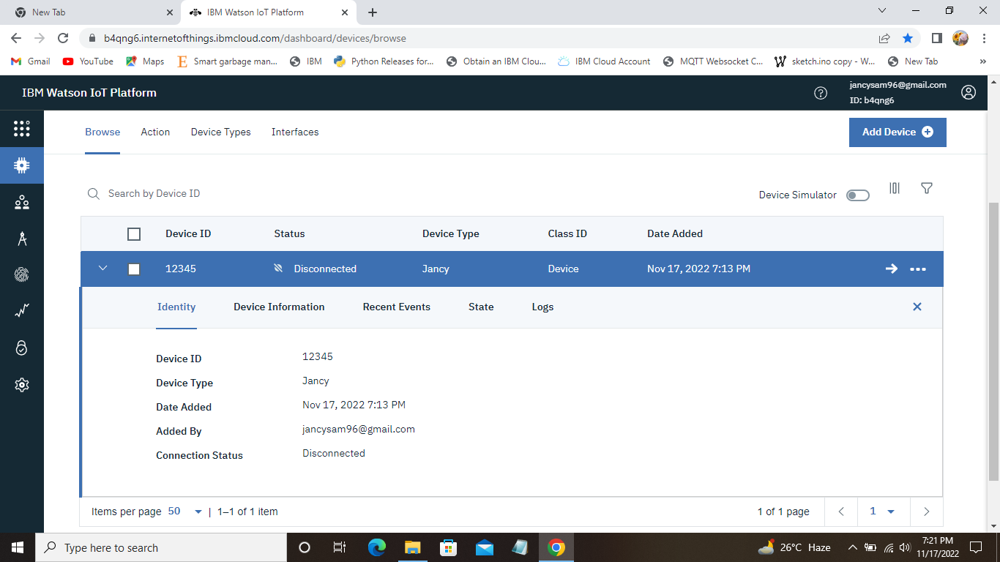 New Tab
IBM Watson IoT Platform
b4qng6.internetofthings.ibmcloud.com/dashboard/devices/browse
Gmail YouTube Maps Smart garbage man... IBM Python Releases for... Obtain an IBM Clou... IBM Cloud Account MQTT Websocket C... sketch.ino copy - W... New Tab »
IBM Watson IoT Platform
jancysam96@gmail.com
ID: b4qng6
Browse Action Device Types Interfaces
Add Device
Search by Device ID
Device Simulator
Device ID Status Device Type Class ID Date Added
12345 Disconnected Jancy Device Nov 17, 2022 7:13 PM
Identity Device Information Recent Events State Logs
Device ID 12345
Device Type Jancy
Date Added Nov 17, 2022 7:13 PM
Added By jancysam96@gmail.com
Connection Status Disconnected
Items per page 50 | 1–1 of 1 item
1 of 1 page
1
Type here to search
26°C Haze
7:21 PM
11/17/2022